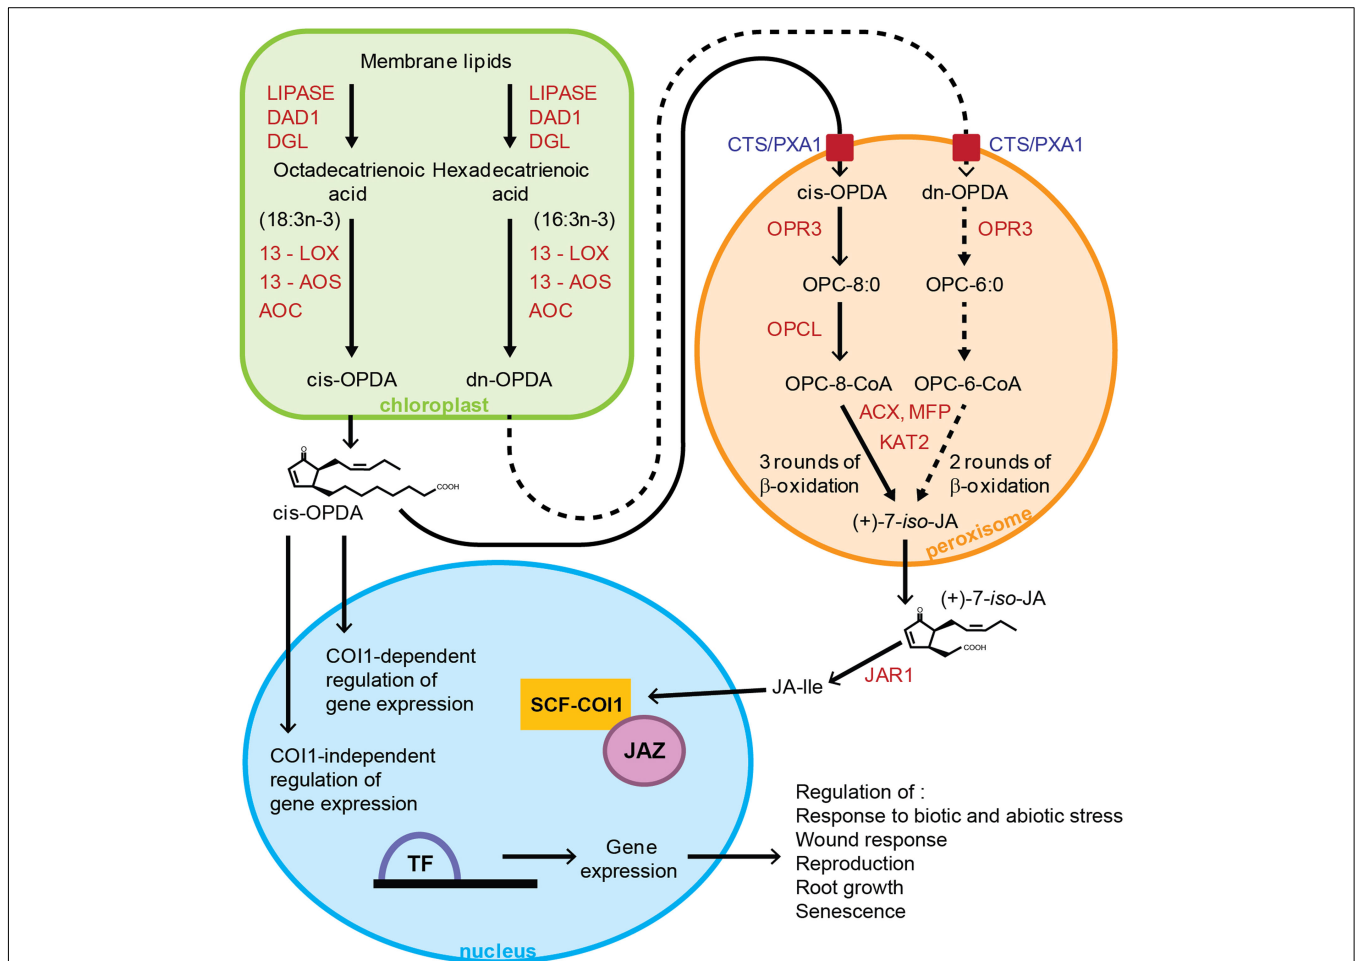 Membrane lipids
LIPASE
DAD1
DGL
LIPASE
DAD1
DGL
Octadecatrienoic
acid
Hexadecatrienoic
acid
(18:3n-3)
(16:3n-3)
13 - LOX
13 - AOS
AOC
13 - LOX
13 - AOS
AOC
cis-OPDA
dn-OPDA
chloroplast
O
COOH
cis-OPDA
CTS/PXA1
CTS/PXA1
cis-OPDA
dn-OPDA
OPR3
OPR3
OPC-8:0
OPC-6:0
OPCL
OPC-8-CoA
OPC-6-CoA
ACX, MFP
KAT2
3 rounds of
β-oxidation
2 rounds of
β-oxidation
(+)-7-iso-JA
peroxisome
(+)-7-iso-JA
O
COOH
JAR1
JA-Ile
COI1-dependent
regulation of
gene expression
SCF-COI1
JAZ
COI1-independent
regulation of
gene expression
TF
Gene
expression
nucleus
Regulation of :
Response to biotic and abiotic stress
Wound response
Reproduction
Root growth
Senescence